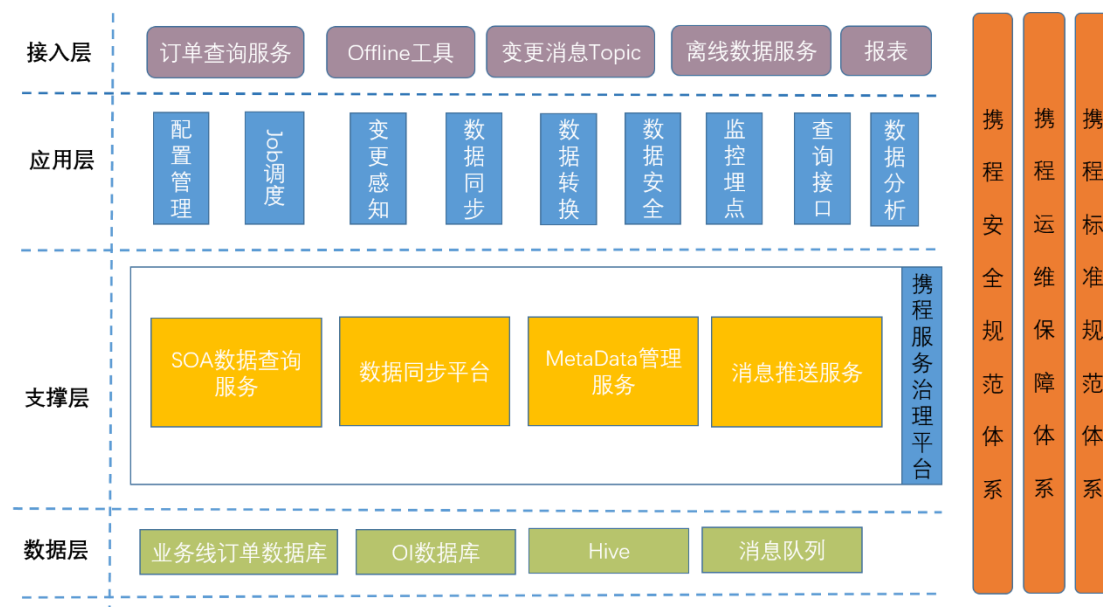 接入层
订单查询服务
Offline工具
变更消息Topic
离线数据服务
报表
应用层
配置管理
Job调度
变更感知
数据同步
数据转换
数据安全
监控埋点
查询接口
数据分析
支撑层
SOA数据查询
服务
数据同步平台
MetaData管理
服务
消息推送服务
携程服务治理平台
数据层
业务线订单数据库
OI数据库
Hive
消息队列
携程安全规范体系
携程运维保障体系
携程标准规范体系